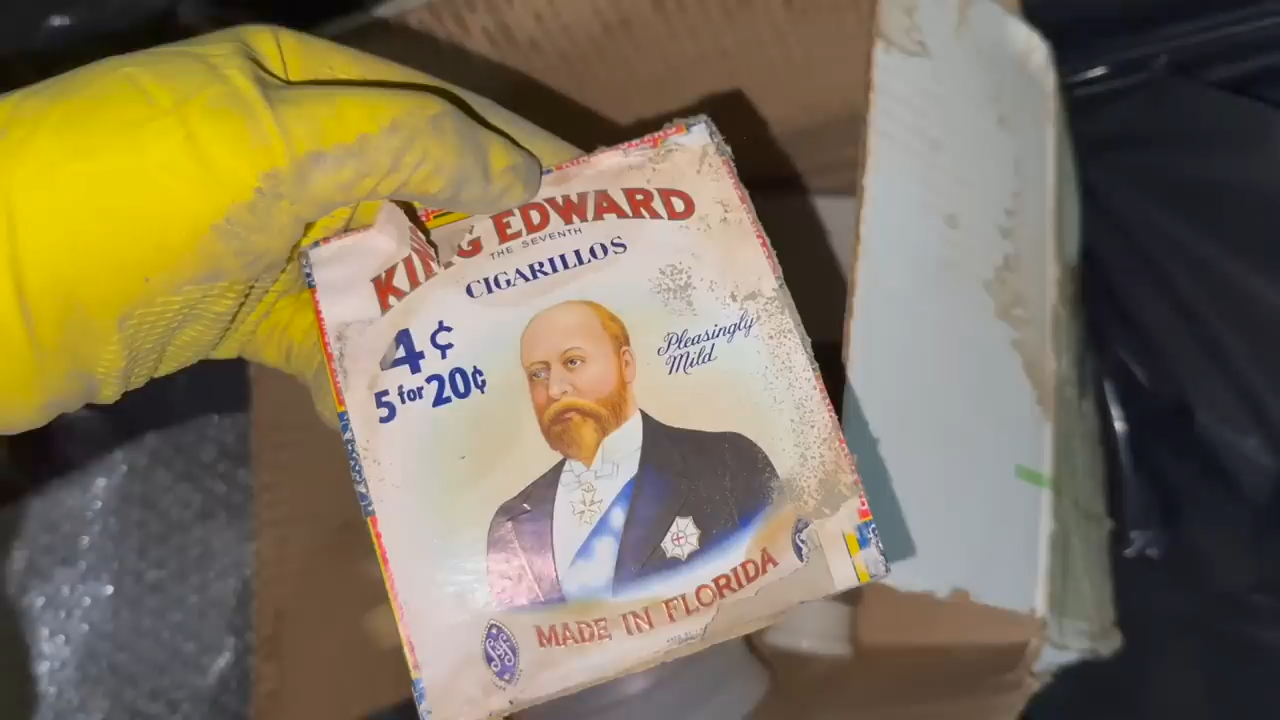 KING EDWARD
THE SEVENTH
CIGARILLOS
4¢
5 for 20¢
Pleasingly
Mild
MADE IN FLORIDA